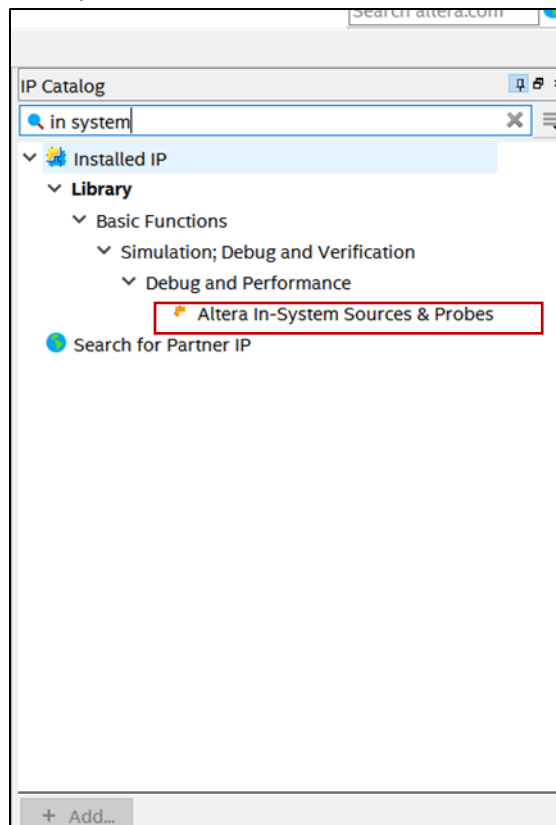 Search altera.com
IP Catalog
in system
Installed IP
Library
Basic Functions
Simulation; Debug and Verification
Debug and Performance
Altera In-System Sources & Probes
Search for Partner IP
+ Add...